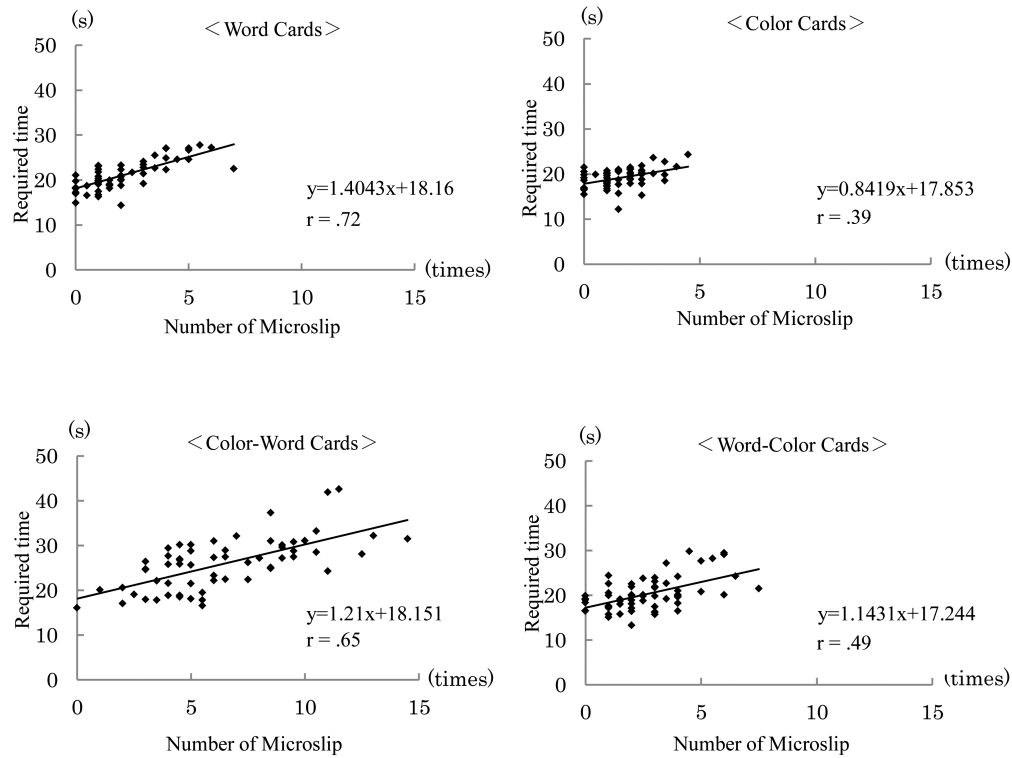 (s)
＜Word Cards＞
50
40
30
20
10
0
Required time
y=1.4043x+18.16
r = .72
0 5 10 15
(times)
Number of Microslip
(s)
＜Color Cards＞
50
40
30
20
10
0
Required time
y=0.8419x+17.853
r = .39
0 5 10 15
(times)
Number of Microslip
(s)
＜Color-Word Cards＞
50
40
30
20
10
0
Required time
y=1.21x+18.151
r = .65
0 5 10 15
(times)
Number of Microslip
(s)
＜Word-Color Cards＞
50
40
30
20
10
0
Required time
y=1.1431x+17.244
r = .49
0 5 10 15
(times)
Number of Microslip